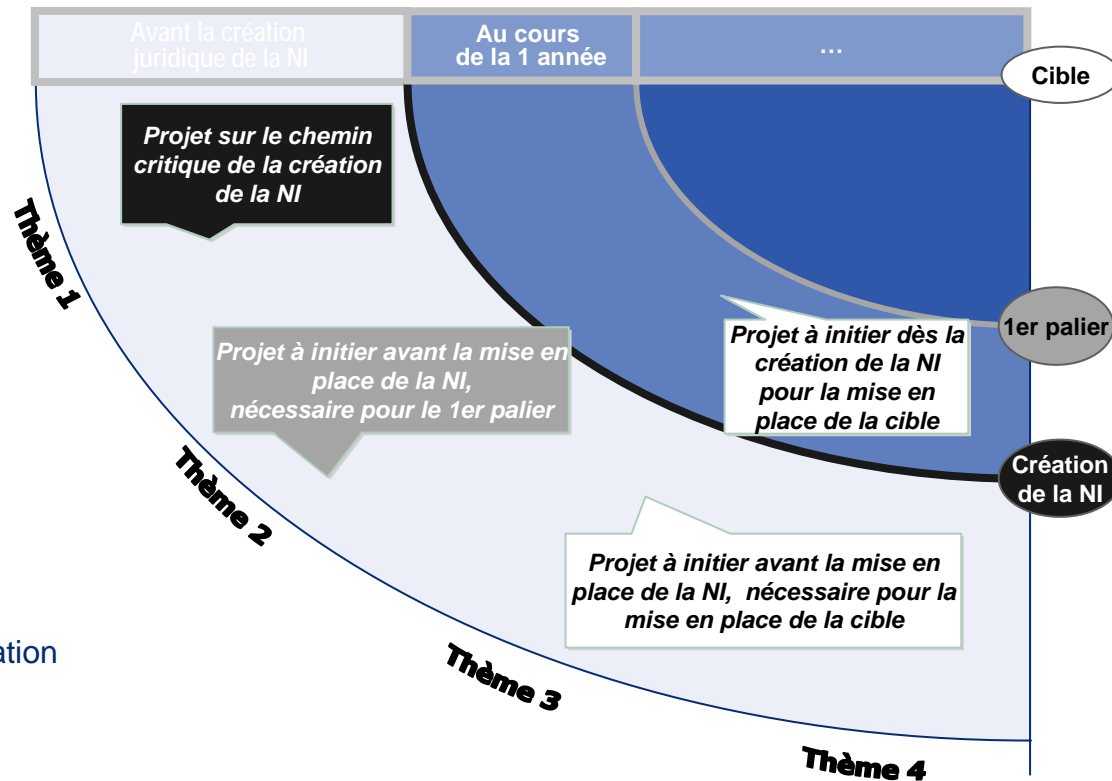 Avant la création
juridique de la NI
Au cours
de la 1 année
…
Cible
Projet sur le chemin
critique de la création
de la NI
Thème 1
Projet à initier avant la mise en
place de la NI,
nécessaire pour le 1er palier
Projet à initier dès la
création de la NI
pour la mise en
place de la cible
1er palier
Création
de la NI
Thème 2
Projet à initier avant la mise en
place de la NI, nécessaire pour la
mise en place de la cible
ation
Thème 3
Thème 4